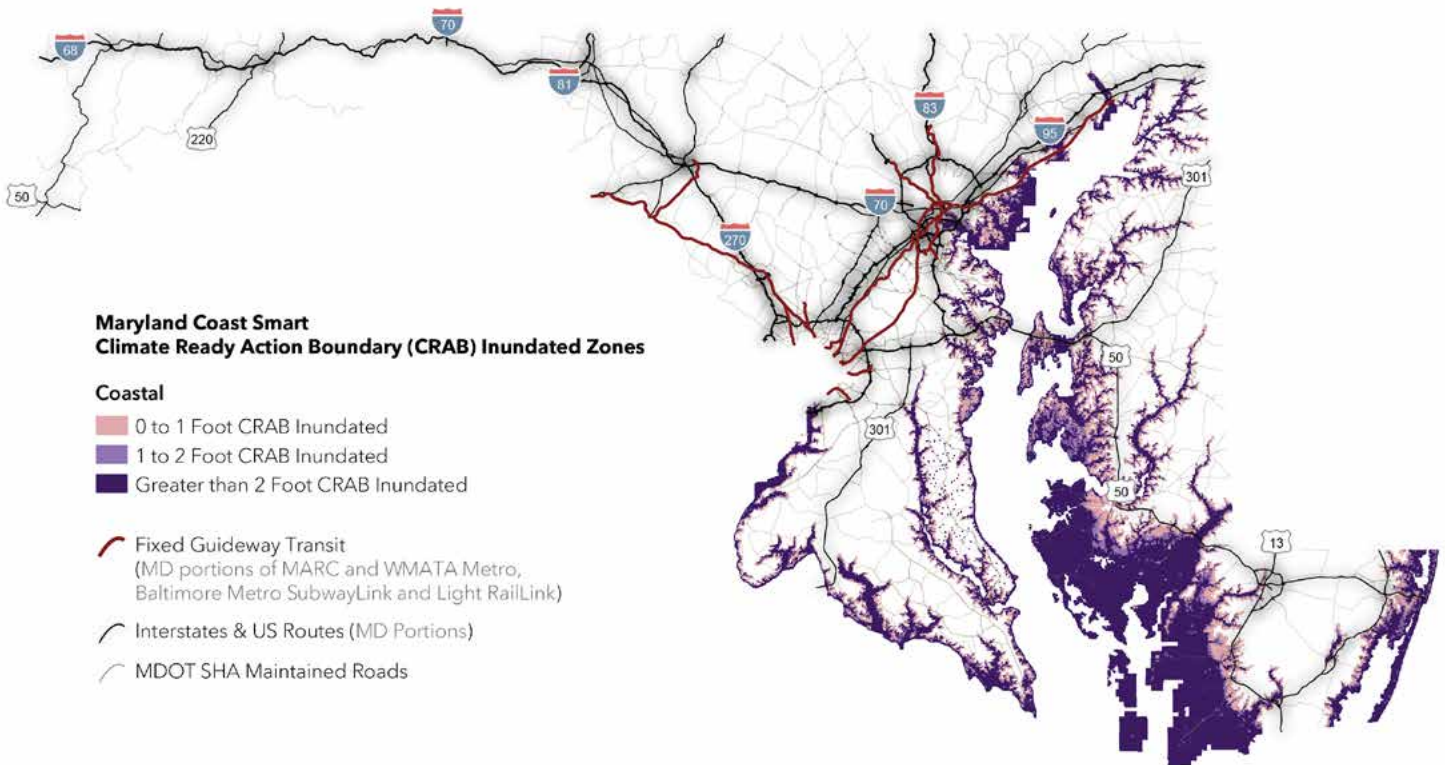 70
68
81
220
50
83
95
301
70
270
Maryland Coast Smart
Climate Ready Action Boundary (CRAB) Inundated Zones
Coastal
0 to 1 Foot CRAB Inundated
1 to 2 Foot CRAB Inundated
Greater than 2 Foot CRAB Inundated
Fixed Guideway Transit
(MD portions of MARC and WMATA Metro,
Baltimore Metro SubwayLink and Light RailLink)
Interstates & US Routes (MD Portions)
MDOT SHA Maintained Roads
50
301
50
13